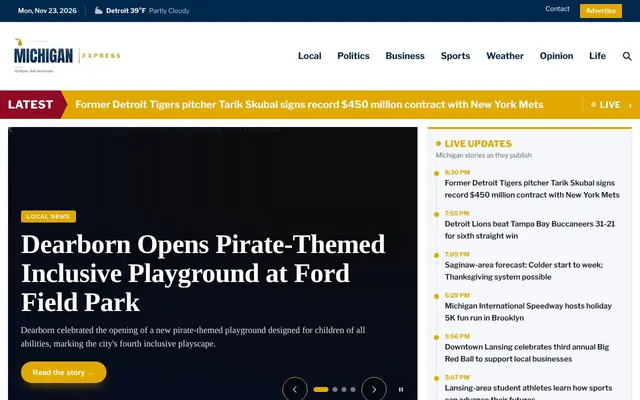 Mon, Nov 23, 2026
Detroit 39°F Partly Cloudy
Contact
Advertise
MICHIGAN
EXPRESS
Local
Politics
Business
Sports
Weather
Opinion
Life
LATEST
Former Detroit Tigers pitcher Tarik Skubal signs record $450 million contract with New York Mets
LIVE ›
LOCAL NEWS
Dearborn Opens Pirate-Themed
Inclusive Playground at Ford
Field Park
Dearborn celebrated the opening of a new pirate-themed playground designed for children of all
abilities, marking the city's fourth inclusive playscape.
Read the story →
LIVE UPDATES
Michigan stories as they publish
8:30 PM
Former Detroit Tigers pitcher Tarik Skubal signs
record $450 million contract with New York Mets
7:55 PM
Detroit Lions beat Tampa Bay Buccaneers 31-21
for sixth straight win
7:05 PM
Saginaw-area forecast: Colder start to week;
Thanksgiving system possible
6:29 PM
Michigan International Speedway hosts holiday
5K fun run in Brooklyn
5:56 PM
Downtown Lansing celebrates third annual Big
Red Ball to support local businesses
5:07 PM
Lansing-area student athletes learn how sports
can advance their futures